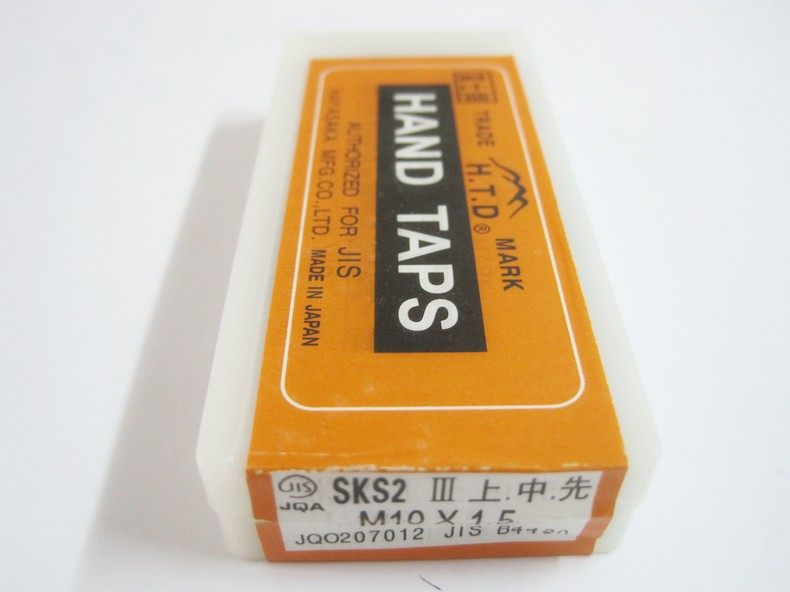 TRADE H.T.D® MARK
HAND TAPS
AUTHORIZED FOR JIS
MFG.CO.,LTD. MADE IN JAPAN
JIS
JQA
SKS2 Ⅲ 上.中.先
M10 X 1.5
JQ0207012 JIS